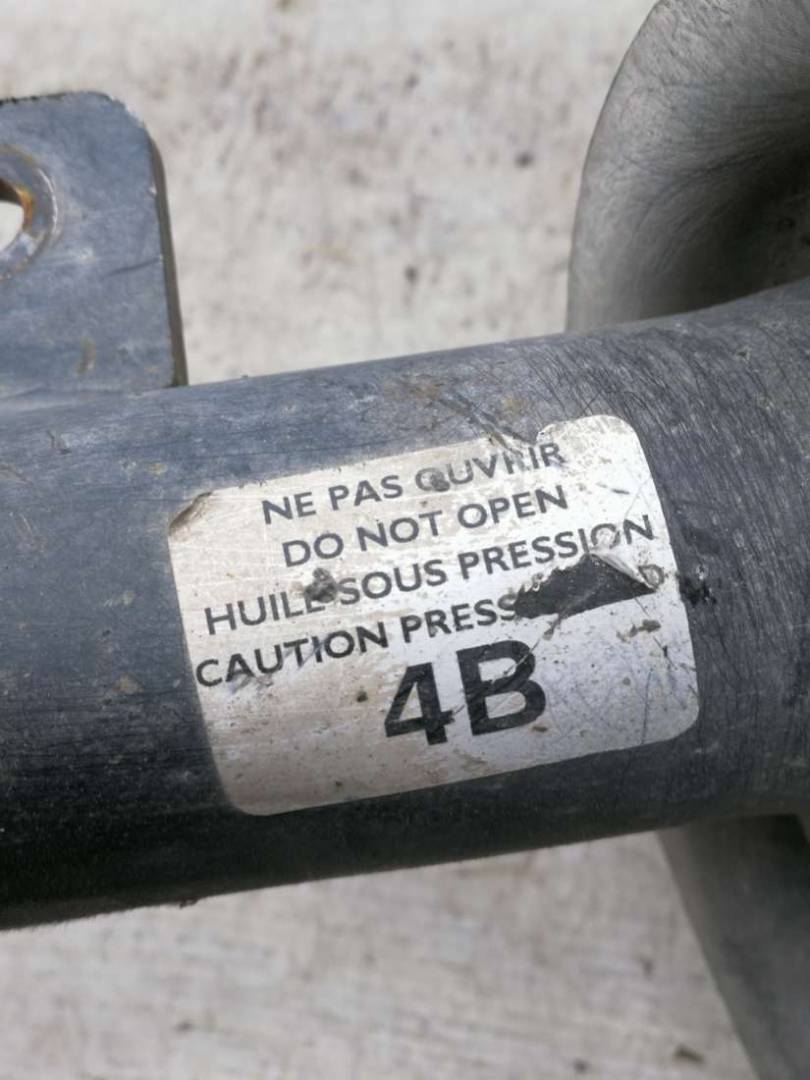 NE PAS OUVRIR
DO NOT OPEN
HUILE SOUS PRESSION
CAUTION
4B